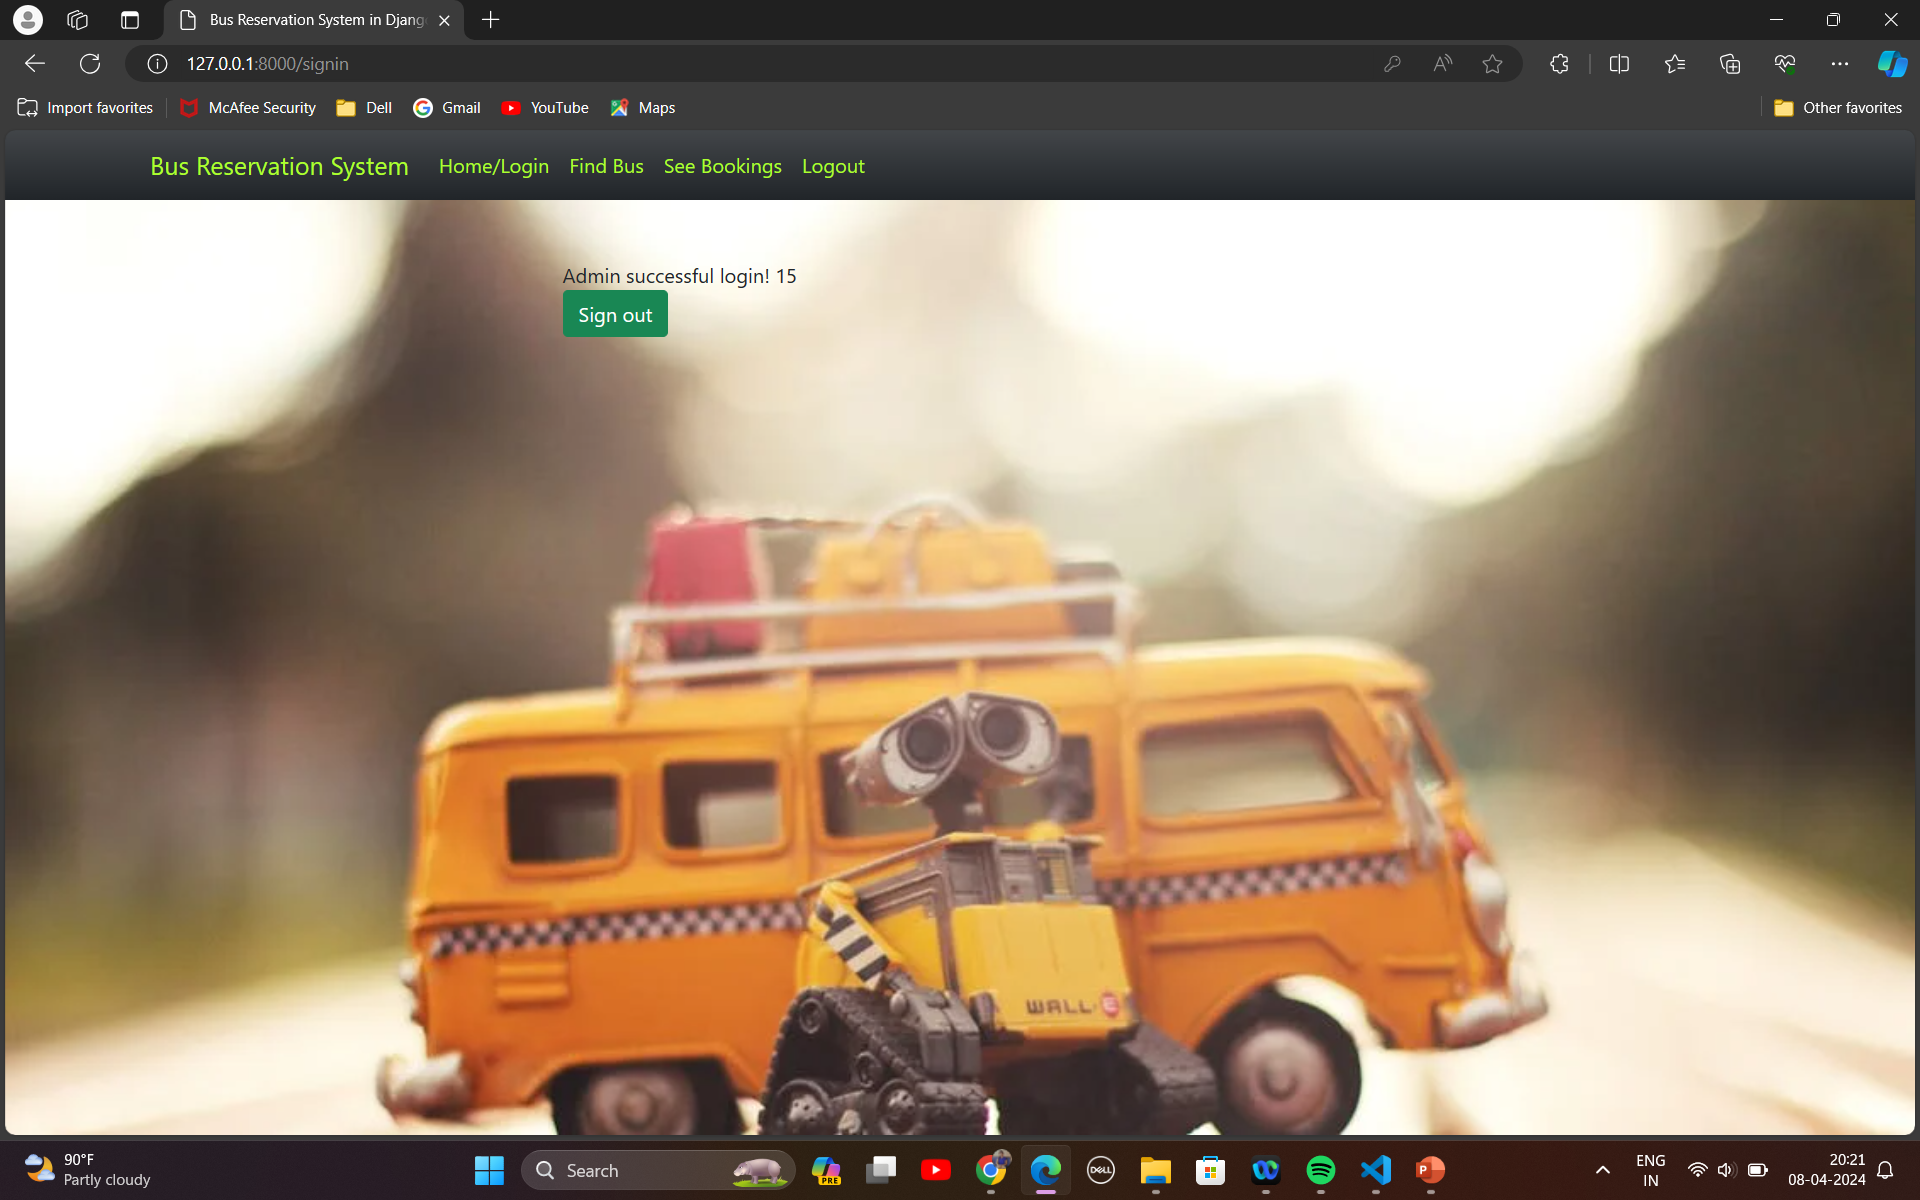 Bus Reservation System in Djang
127.0.0.1:8000/signin
Import favorites McAfee Security Dell Gmail YouTube Maps Other favorites
Bus Reservation System Home/Login Find Bus See Bookings Logout
Admin successful login! 15
Sign out
WALL·E
90°F
Partly cloudy
Search
PRE
DELL
ENG
IN
20:21
08-04-2024